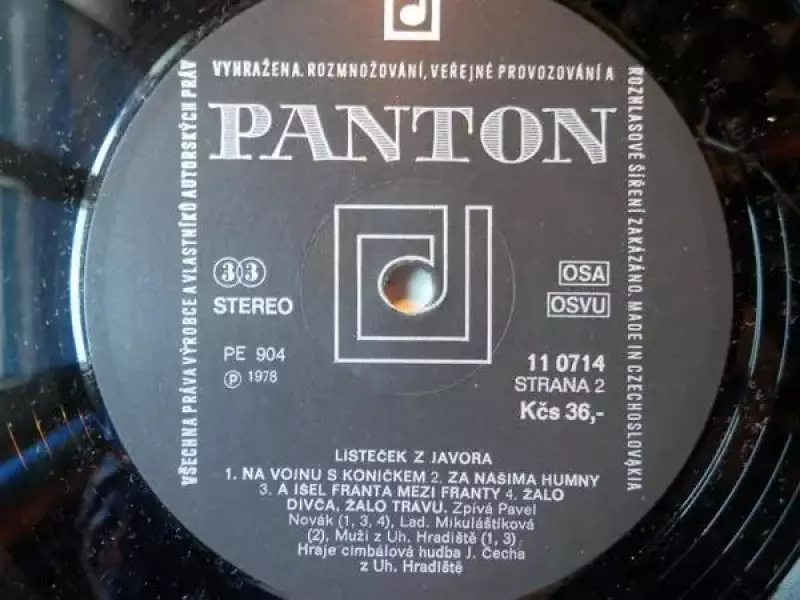 VYHRAŽENA. ROZMNOŽOVÁNÍ, VEŘEJNÉ PROVOZOVÁNÍ A
ROZHLASOVÉ ŠÍŘENÍ ZAKÁZÁNO. MADE IN CZECHOSLOVAKIA
VŠECHNA PRÁVA VÝROBCE A VLASTNÍKŮ AUTORSKÝCH PRÁV
PANTON
33
STEREO
OSA
OSVU
PE 904
℗ 1978
11 0714
STRANA 2
Kčs 36,-
LISTEČEK Z JAVORA
1. NA VOJNU S KONIČKEM 2. ZA NAŠIMA HUMNY
3. A IŠEL FRANTA MEZI FRANTY 4. ŽALO
DIVČA, ŽALO TRAVU. Zpívá Pavel
Novák (1, 3, 4), Lad. Mikuláštíková
(2), Muži z Uh. Hradiště (1, 3)
Hraje cimbálová hudba J. Čecha
z Uh. Hradiště